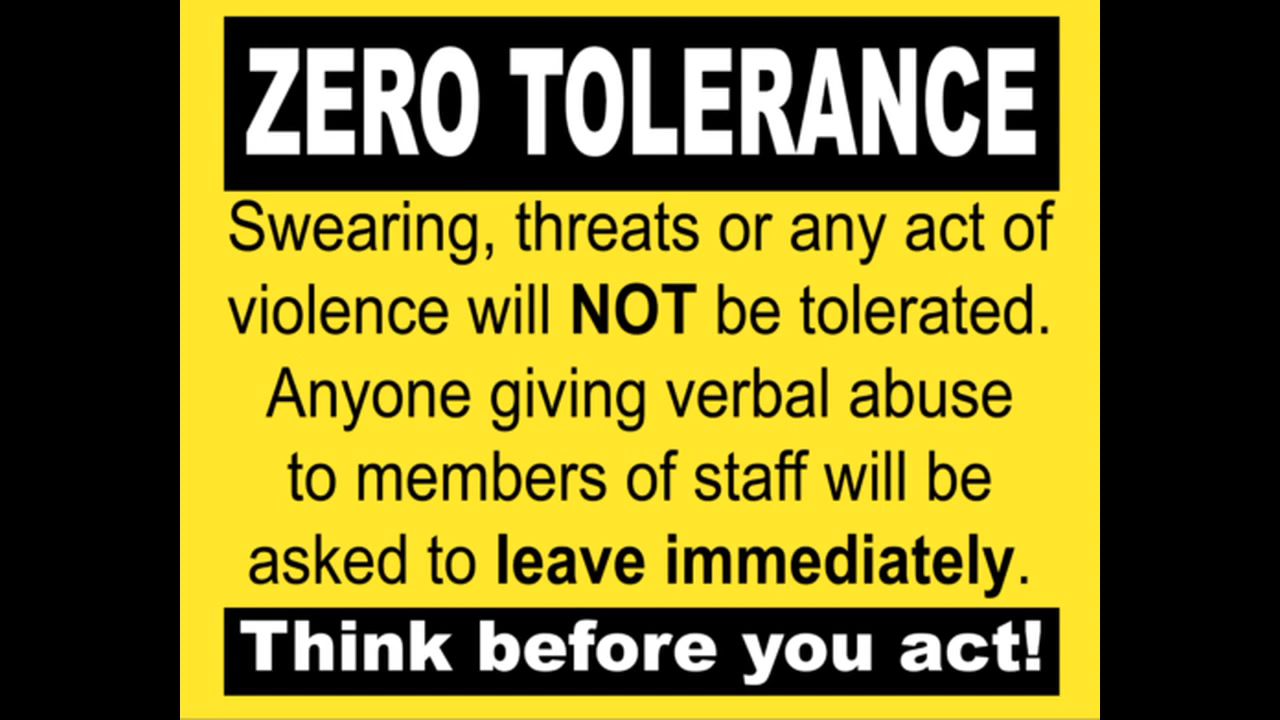 ZERO TOLERANCE
Swearing, threats or any act of
violence will NOT be tolerated.
Anyone giving verbal abuse
to members of staff will be
asked to leave immediately.
Think before you act!